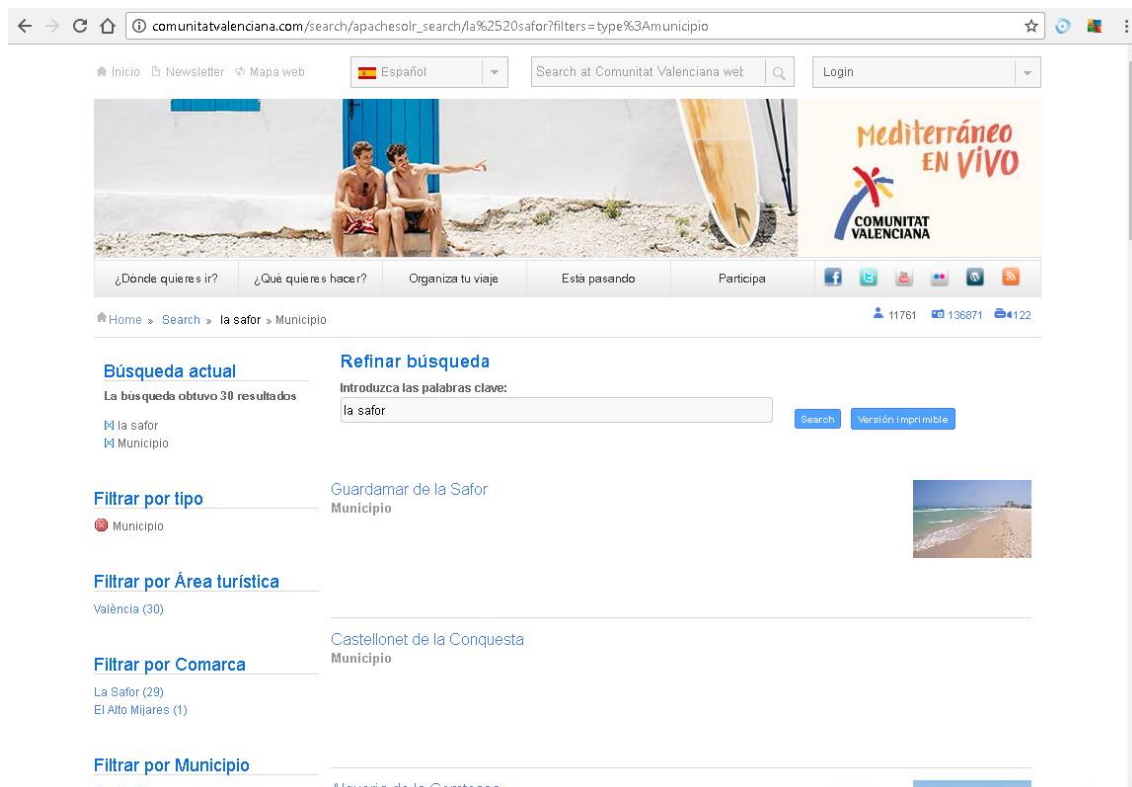 comunitatvalenciana.com/search/apachesolr_search/la%2520safor?filters=type%3Amunicipio
Inicio Newsletter Mapa web
Español
Search at Comunitat Valenciana web
Login
Mediterráneo
EN VIVO
COMUNITAT
VALENCIANA
¿Dónde quieres ir? ¿Qué quieres hacer? Organiza tu viaje Está pasando Participa
Home » Search » la safor » Municipio
11761 136871 122
Búsqueda actual
La búsqueda obtuvo 30 resultados
la safor
Municipio
Refinar búsqueda
Introduzca las palabras clave:
la safor
Search
Versión imprimible
Filtrar por tipo
Municipio
Filtrar por Área turística
València (30)
Filtrar por Comarca
La Safor (29)
El Alto Mijares (1)
Filtrar por Municipio
Guardamar de la Safor
Municipio
Castellonet de la Conquesta
Municipio